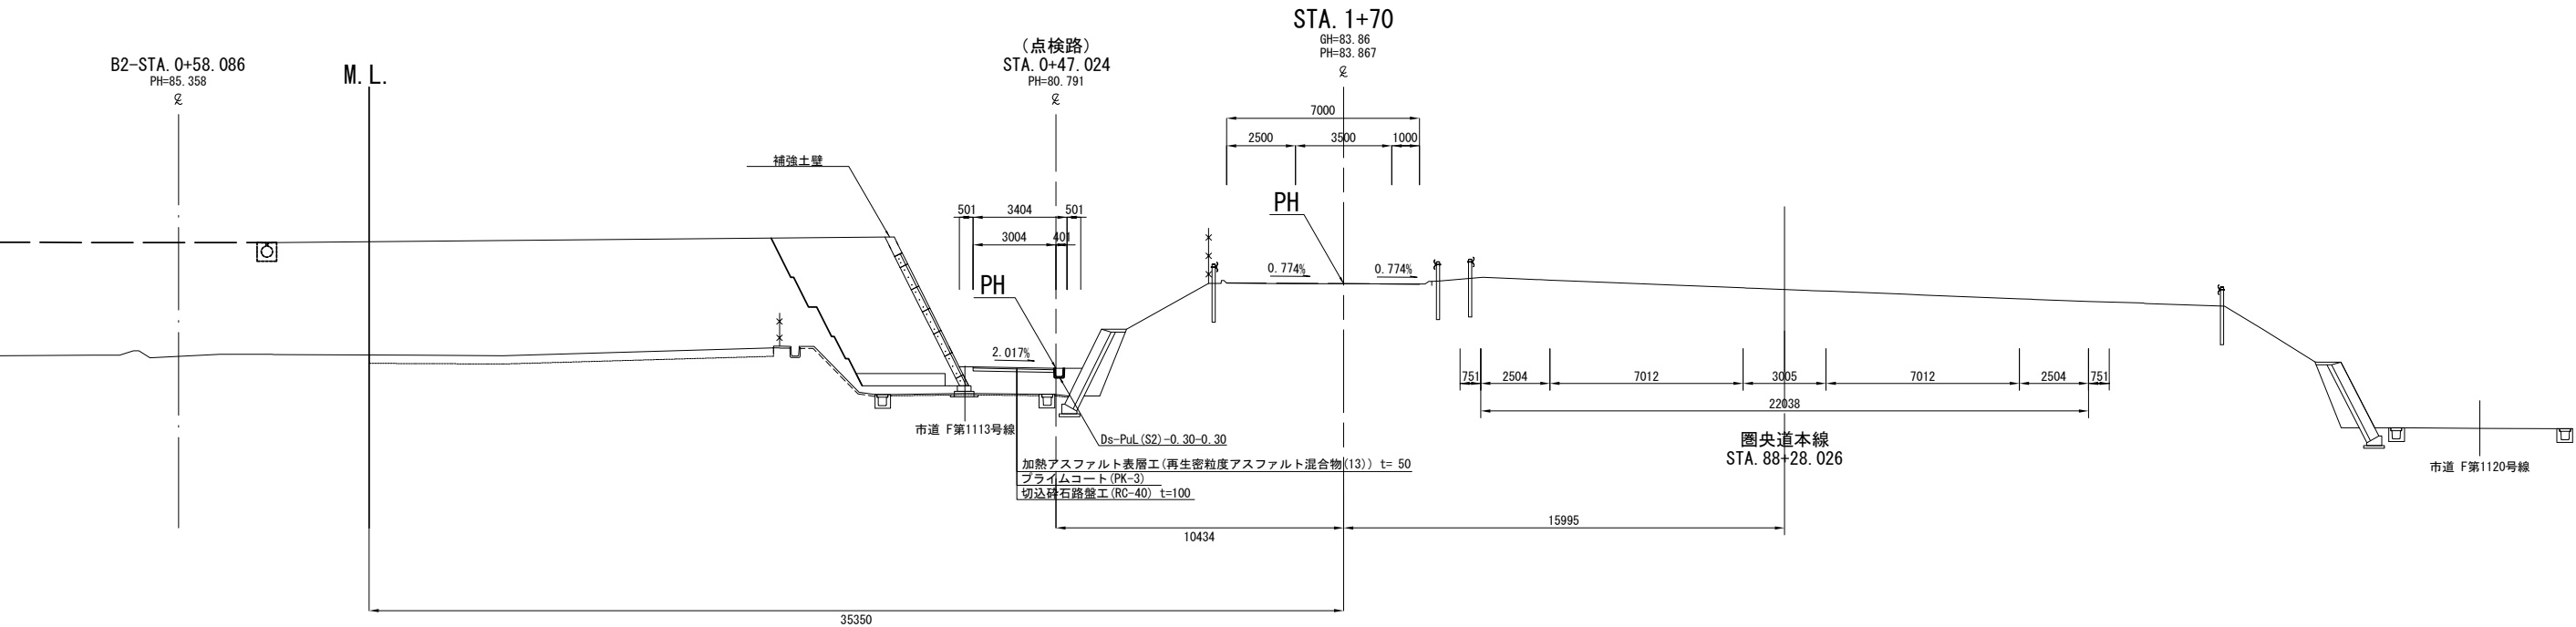 STA. 1+70
GH=83.86
PH=83.867
(点検路)
STA. 0+47.024
PH=80.791
B2-STA. 0+58.086
PH=85.358
M. L.
7000
2500
3500
1000
補強土壁
501
3404
501
3004
401
PH
PH
0.774%
0.774%
2.017%
751
2504
7012
3005
7012
2504
751
22038
市道 F第1113号線
Ds-PuL(S2)-0.30-0.30
圏央道本線
STA. 88+28.026
加熱アスファルト表層工(再生密粒度アスファルト混合物(13)) t= 50
プライムコート(PK-3)
切込砕石路盤工(RC-40) t=100
市道 F第1120号線
10434
15995
35350